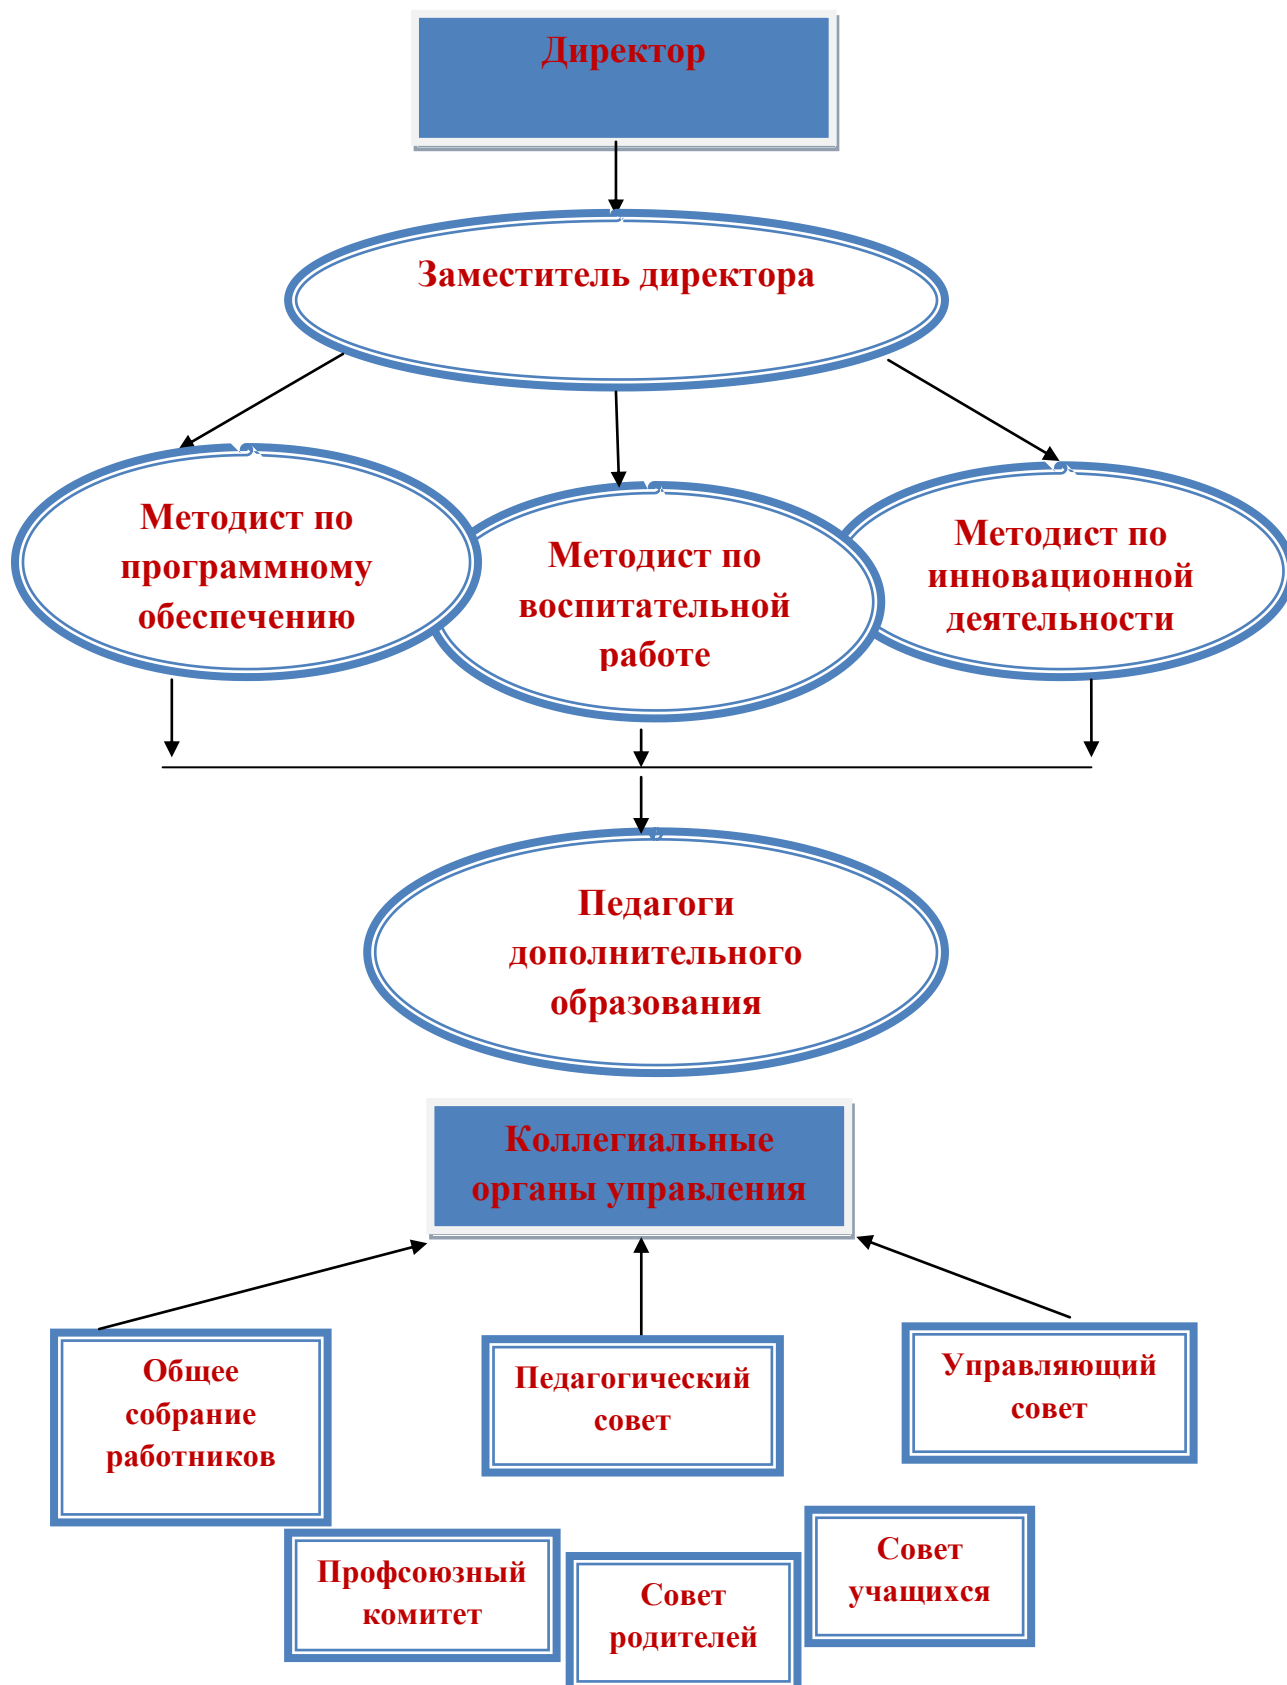 Директор
Заместитель директора
Методист по
программному
обеспечению
Методист по
воспитательной
работе
Методист по
инновационной
деятельности
Педагоги
дополнительного
образования
Коллегиальные
органы управления
Общее
собрание
работников
Педагогический
совет
Управляющий
совет
Профсоюзный
комитет
Совет
родителей
Совет
учащихся